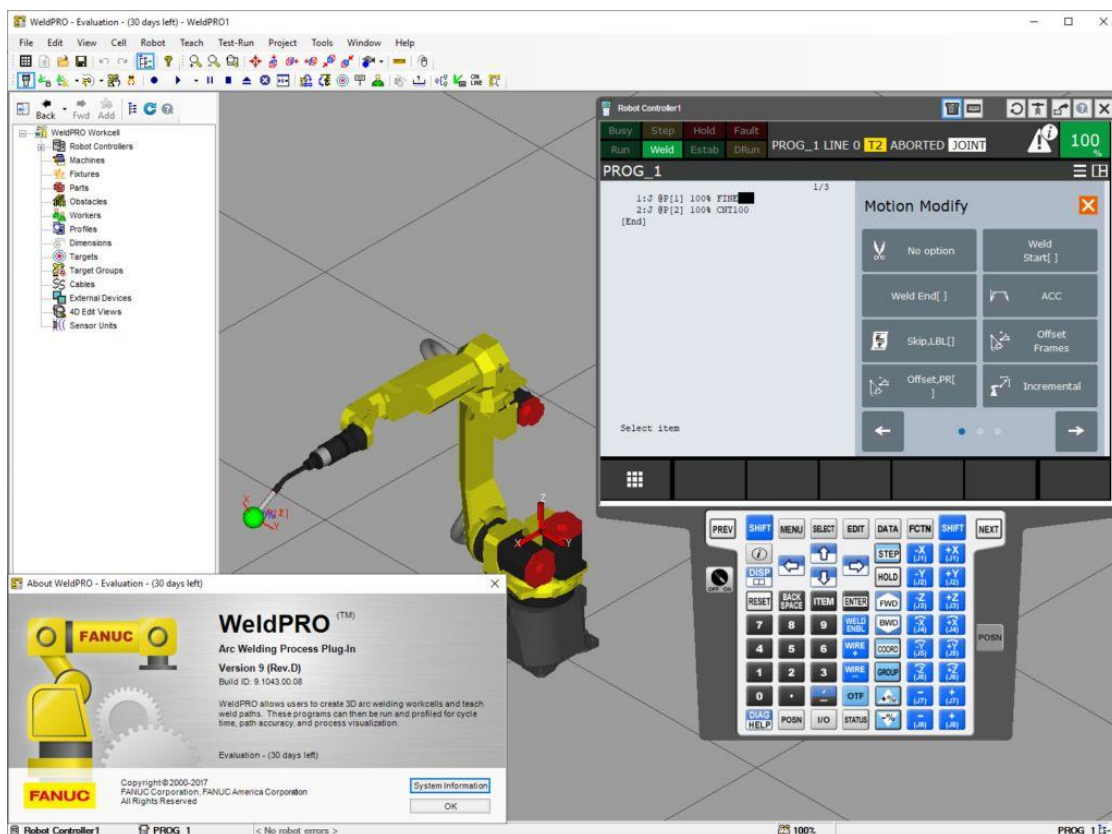 WeldPRO - Evaluation - (30 days left) - WeldPRO1
File Edit View Cell Robot Teach Test-Run Project Tools Window Help
ON LINE
Back Fwd Add
WeldPRO Workcell
Robot Controllers
Machines
Fixtures
Parts
Obstacles
Workers
Profiles
Dimensions
Targets
Target Groups
Cables
External Devices
4D Edit Views
Sensor Units
X
Y
Z
X
Y
Robot Controller1
Busy Step Hold Fault
Run Weld Estab DRun
PROG_1 LINE 0 T2 ABORTED JOINT
100 %
PROG_1
1/3
1:J @P[1] 100% FINE
2:J @P[2] 100% CNT100
[End]
Select item
Motion Modify
No option
Weld Start[ ]
Weld End[ ]
ACC
Skip,LBL[]
Offset Frames
Offset,PR[ ]
Incremental
PREV SHIFT MENU SELECT EDIT DATA FCTN SHIFT NEXT
i STEP -X (J1) +X (J1)
OFF ON DISP HOLD -Y (J2) +Y (J2)
RESET BACK SPACE ITEM ENTER FWD -Z (J3) +Z (J3)
7 8 9 WELD ENBL BWD -X (J4) +X (J4)
POSN
4 5 6 WIRE + COORD -Y (J5) +Y (J5)
1 2 3 WIRE - GROUP -Z (J6) +Z (J6)
0 . OTF +% - (J7) + (J7)
DIAG HELP POSN I/O STATUS -% - (J8) + (J8)
About WeldPRO - Evaluation - (30 days left)
FANUC
WeldPRO (TM)
Arc Welding Process Plug-In
Version 9 (Rev.D)
Build ID: 9.1043.00.08
WeldPRO allows users to create 3D arc welding workcells and teach
weld paths. These programs can then be run and profiled for cycle
time, path accuracy, and process visualization.
Evaluation - (30 days left)
FANUC
Copyright©2000-2017
FANUC Corporation, FANUC America Corporation
All Rights Reserved
System Information
OK
Robot Controller1 PROG_1 < No robot errors > 100% PROG_1